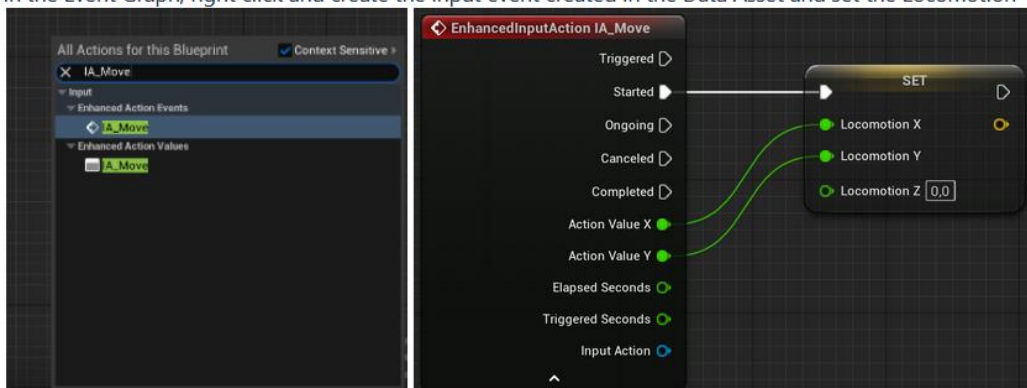 in the Event Graph, right click and create the input event created in the Data Asset and set the Locomotion
All Actions for this Blueprint
Context Sensitive
IA_Move
Input
Enhanced Action Events
IA_Move
Enhanced Action Values
IA_Move
EnhancedInputAction IA_Move
Triggered
Started
Ongoing
Canceled
Completed
Action Value X
Action Value Y
Elapsed Seconds
Triggered Seconds
Input Action
SET
Locomotion X
Locomotion Y
Locomotion Z 0,0